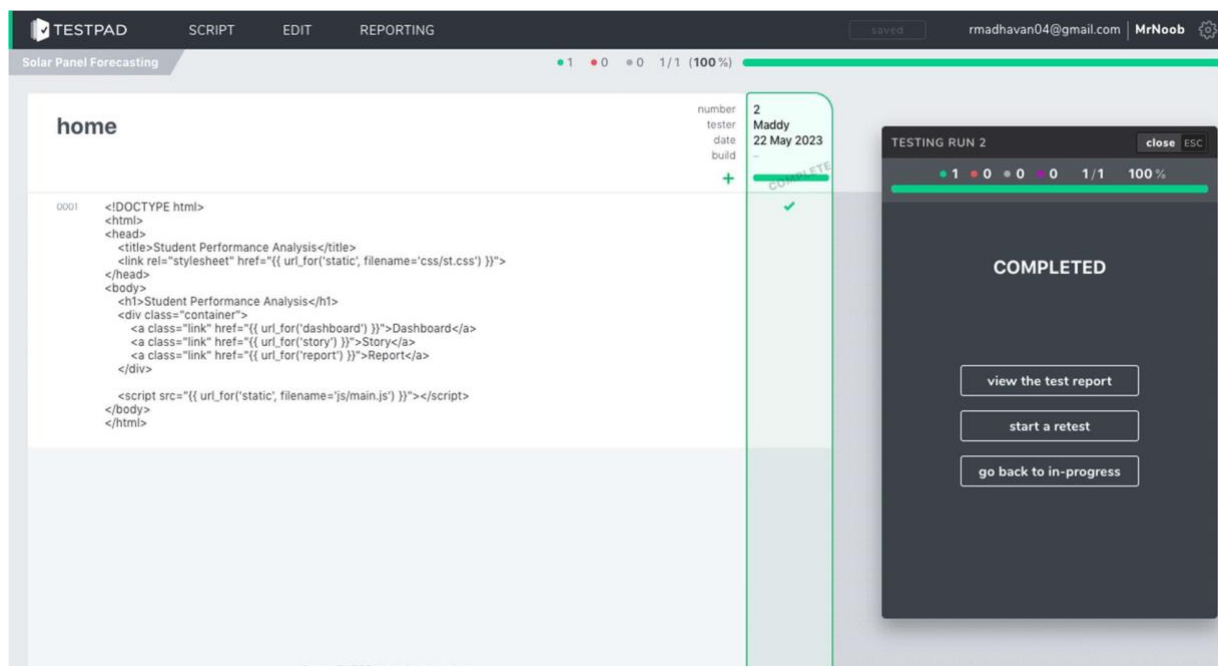 TESTPAD SCRIPT EDIT REPORTING saved rmadhavan04@gmail.com MrNoob
Solar Panel Forecasting 1 0 0 1/1 (100%)
home
number 2
tester Maddy
date 22 May 2023
build –
+ COMPLETE
0001 <!DOCTYPE html>
<html>
<head>
<title>Student Performance Analysis</title>
<link rel="stylesheet" href="{{ url_for('static', filename='css/st.css') }}">
</head>
<body>
<h1>Student Performance Analysis</h1>
<div class="container">
<a class="link" href="{{ url_for('dashboard') }}">Dashboard</a>
<a class="link" href="{{ url_for('story') }}">Story</a>
<a class="link" href="{{ url_for('report') }}">Report</a>
</div>
<script src="{{ url_for('static', filename='js/main.js') }}"></script>
</body>
</html>
TESTING RUN 2 close ESC
1 0 0 0 1/1 100%
COMPLETED
view the test report
start a retest
go back to in-progress